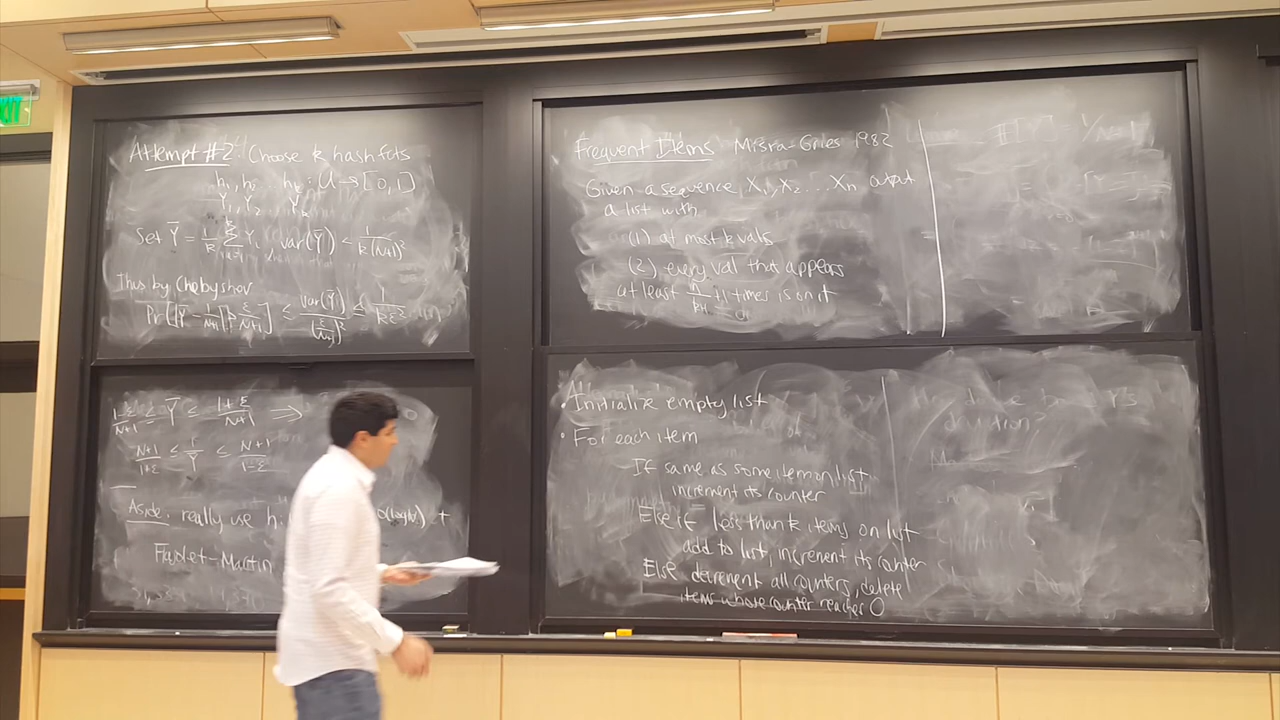 EXIT
Attempt #2: Choose k hash fcts
h₁, h₂ ... hₖ : U → [0,1]
Y₁, Y₂ Yₖ
Set Ȳ = 1/k Σ Yᵢ, var(Ȳ) < 1/k(N+1)²
Thus by Chebyshov
Pr[|Ȳ - 1/N+1| > ε/N+1] ≤ var(Ȳ)/(ε/N+1)² ≤ 1/kε²
1-ε/N+1 ≤ Ȳ ≤ 1+ε/N+1 ⇒
N+1/1+ε ≤ 1/Ȳ ≤ N+1/1-ε
Aside: really use
Flajolet-Martin
Frequent Items Misra-Gries 1982
Given a sequence X₁, X₂ ... Xₙ output
a list with
(1) at most k vals
(2) every val that appears
at least n/k+1 +1 times is on it
• Initialize empty list
• For each item
If same as some item on list
increment its counter
Else if less than k items on list
add to list, increment its counter
Else decrement all counters, delete
items whose counter reaches 0